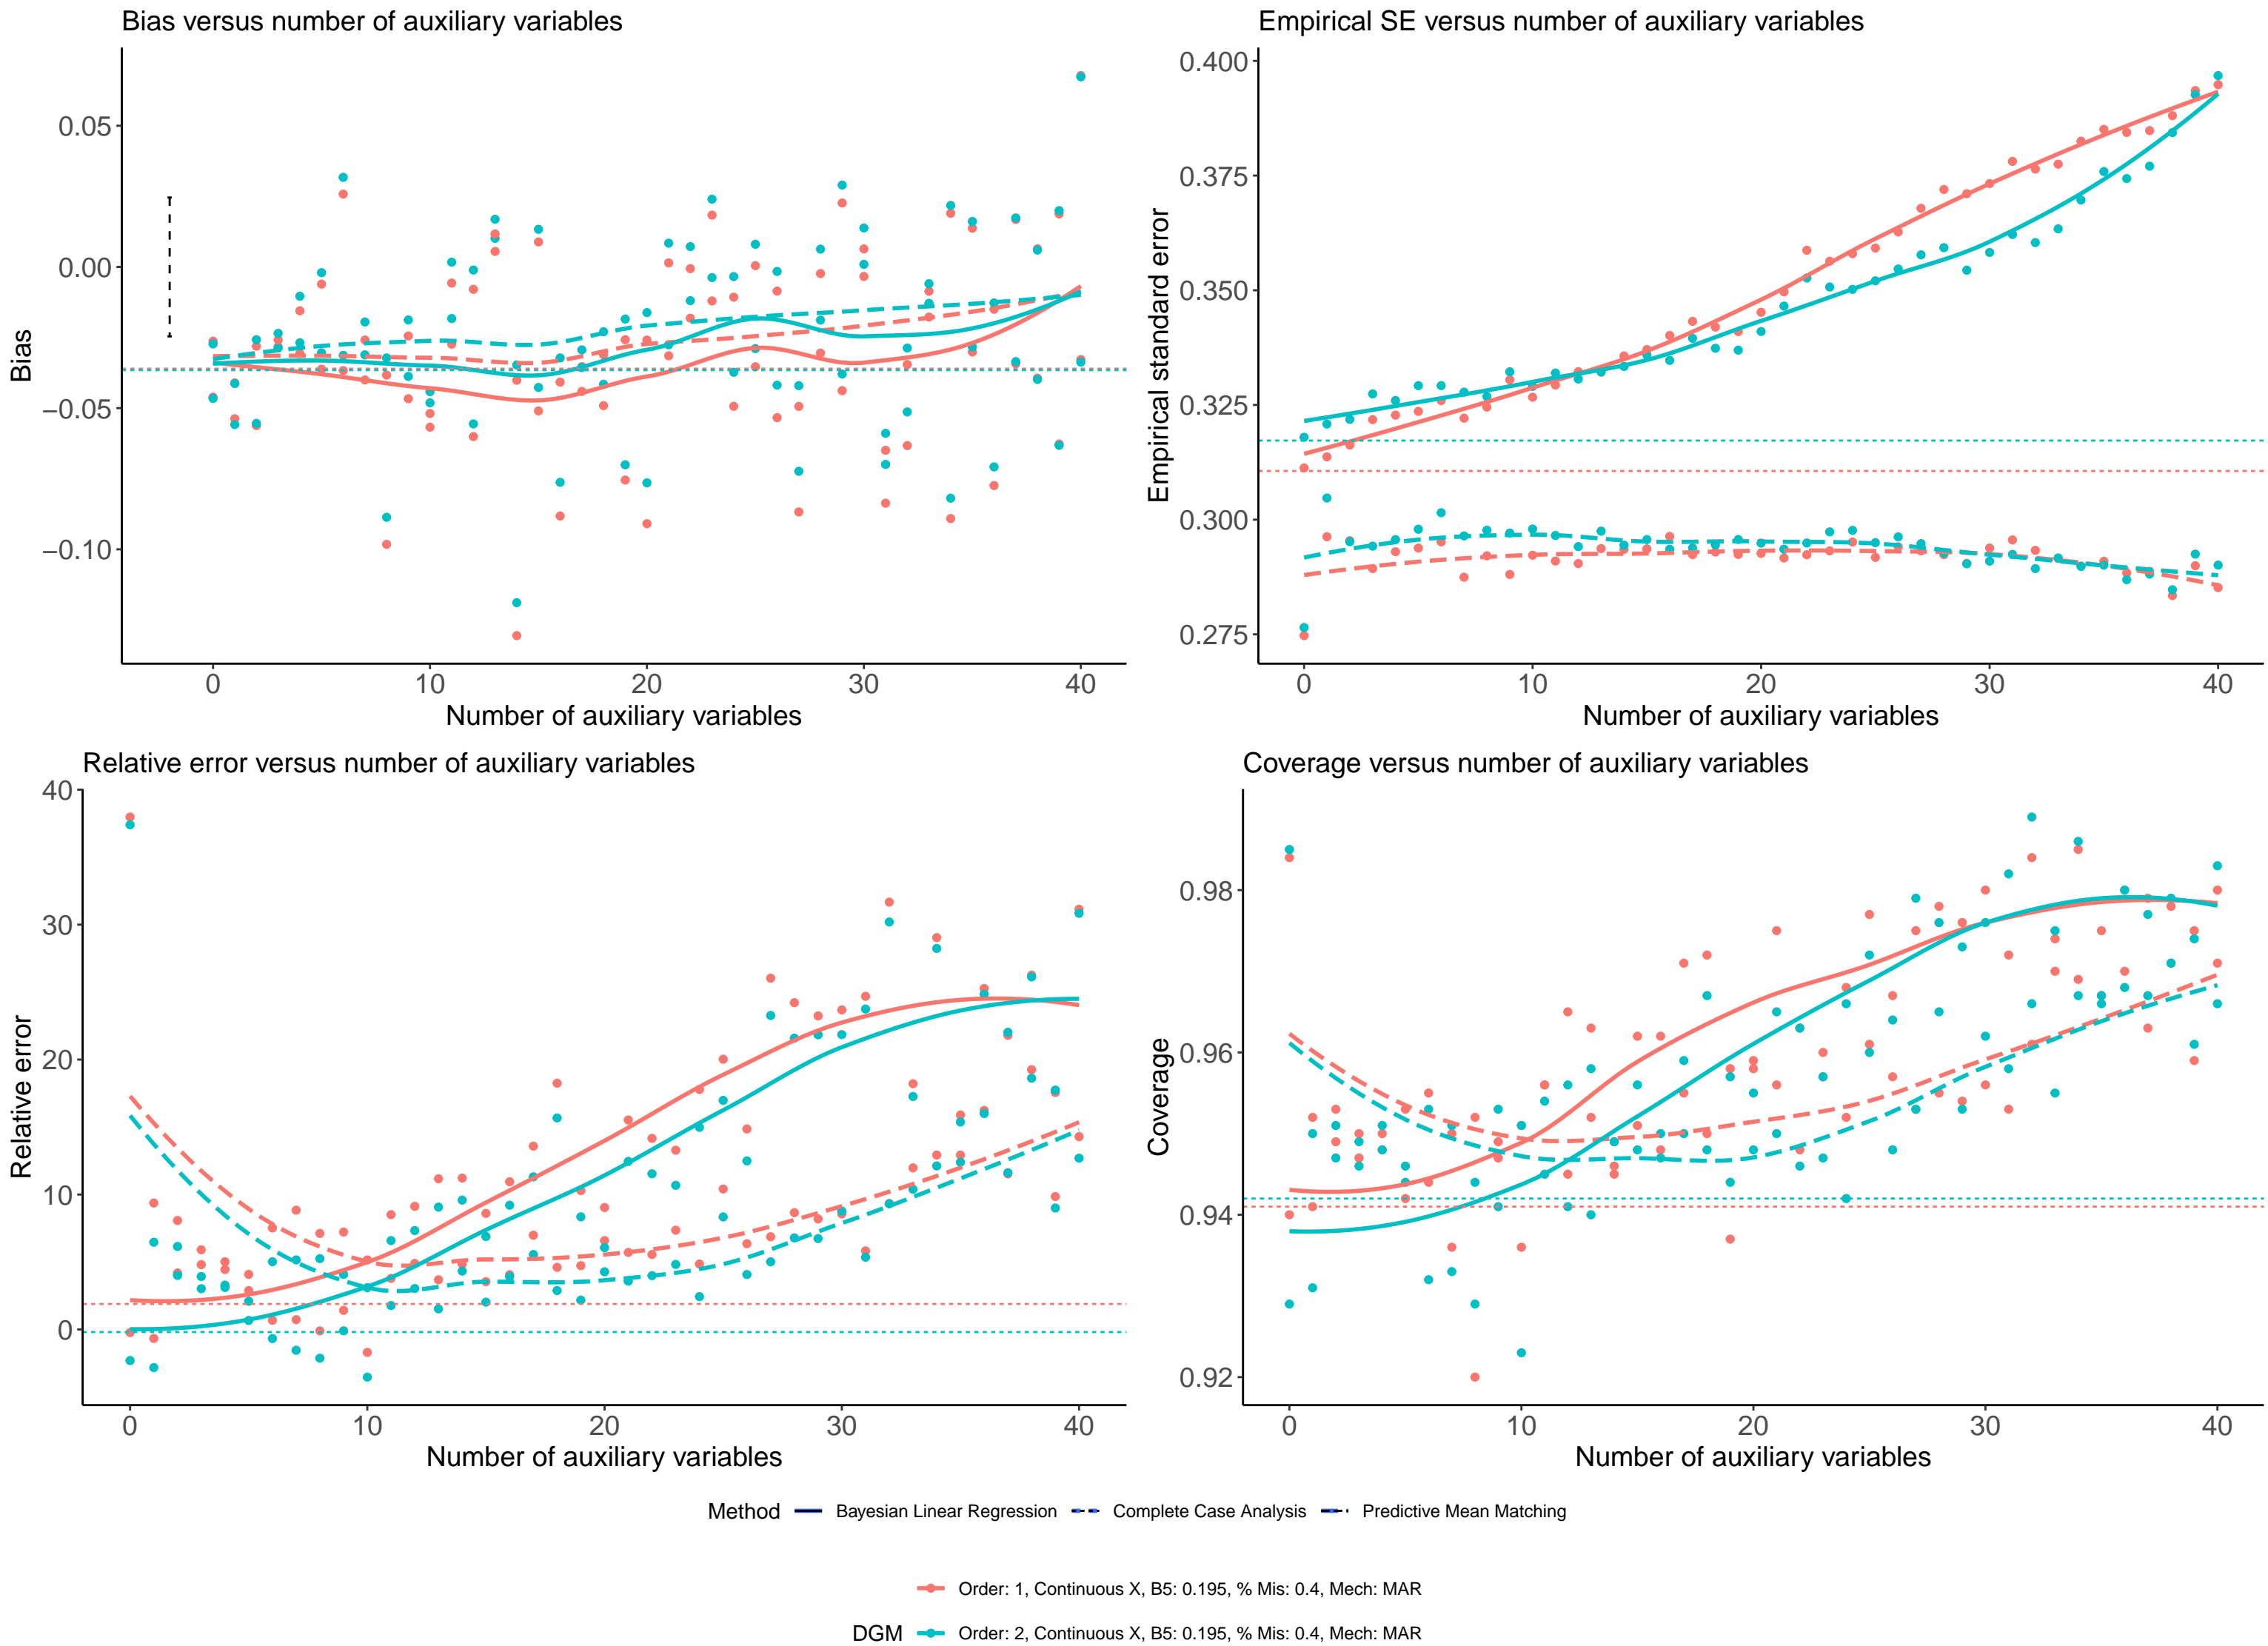 Bias versus number of auxiliary variables
Bias
0.05
0.00
−0.05
−0.10
0 10 20 30 40
Number of auxiliary variables
Empirical SE versus number of auxiliary variables
Empirical standard error
0.400
0.375
0.350
0.325
0.300
0.275
0 10 20 30 40
Number of auxiliary variables
Relative error versus number of auxiliary variables
Relative error
40
30
20
10
0
0 10 20 30 40
Number of auxiliary variables
Coverage versus number of auxiliary variables
Coverage
0.98
0.96
0.94
0.92
0 10 20 30 40
Number of auxiliary variables
Method Bayesian Linear Regression Complete Case Analysis Predictive Mean Matching
Order: 1, Continuous X, B5: 0.195, % Mis: 0.4, Mech: MAR
DGM Order: 2, Continuous X, B5: 0.195, % Mis: 0.4, Mech: MAR